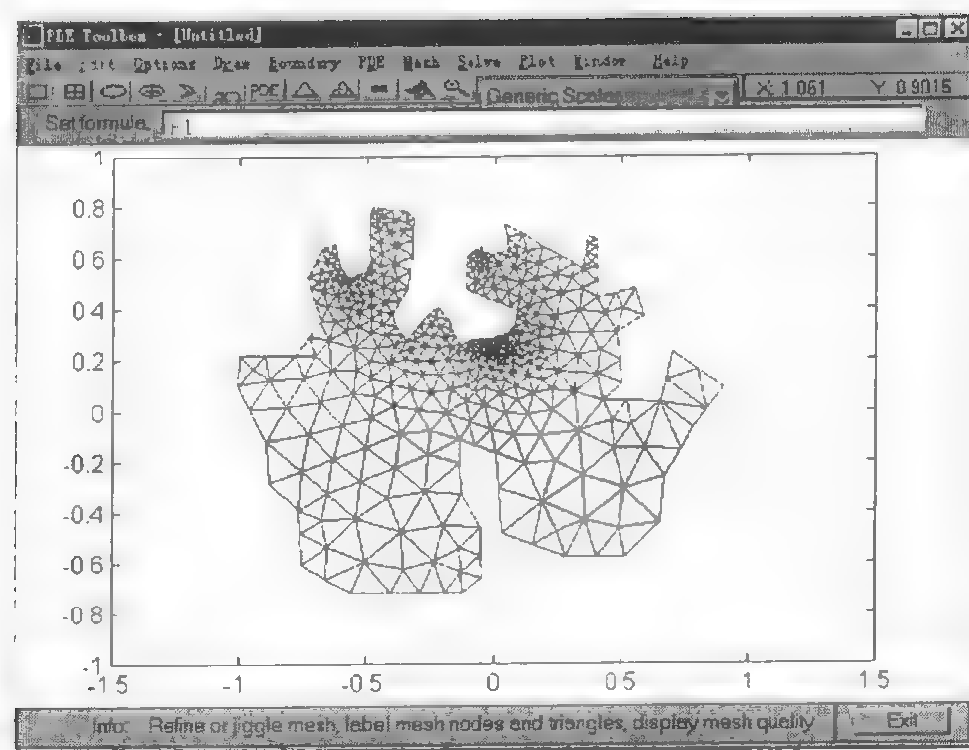 PDE Toolbox - [Untitled]
File Edit Options Draw Boundary PDE Mesh Solve Plot Window Help
PDE Generic Scalar X: 1.061 Y: 0.9015
Set formula
1
0.8
0.6
0.4
0.2
0
-0.2
-0.4
-0.6
-0.8
-1
-1.5 -1 -0.5 0 0.5 1 1.5
Info: Refine or jiggle mesh, label mesh nodes and triangles, display mesh quality Exit